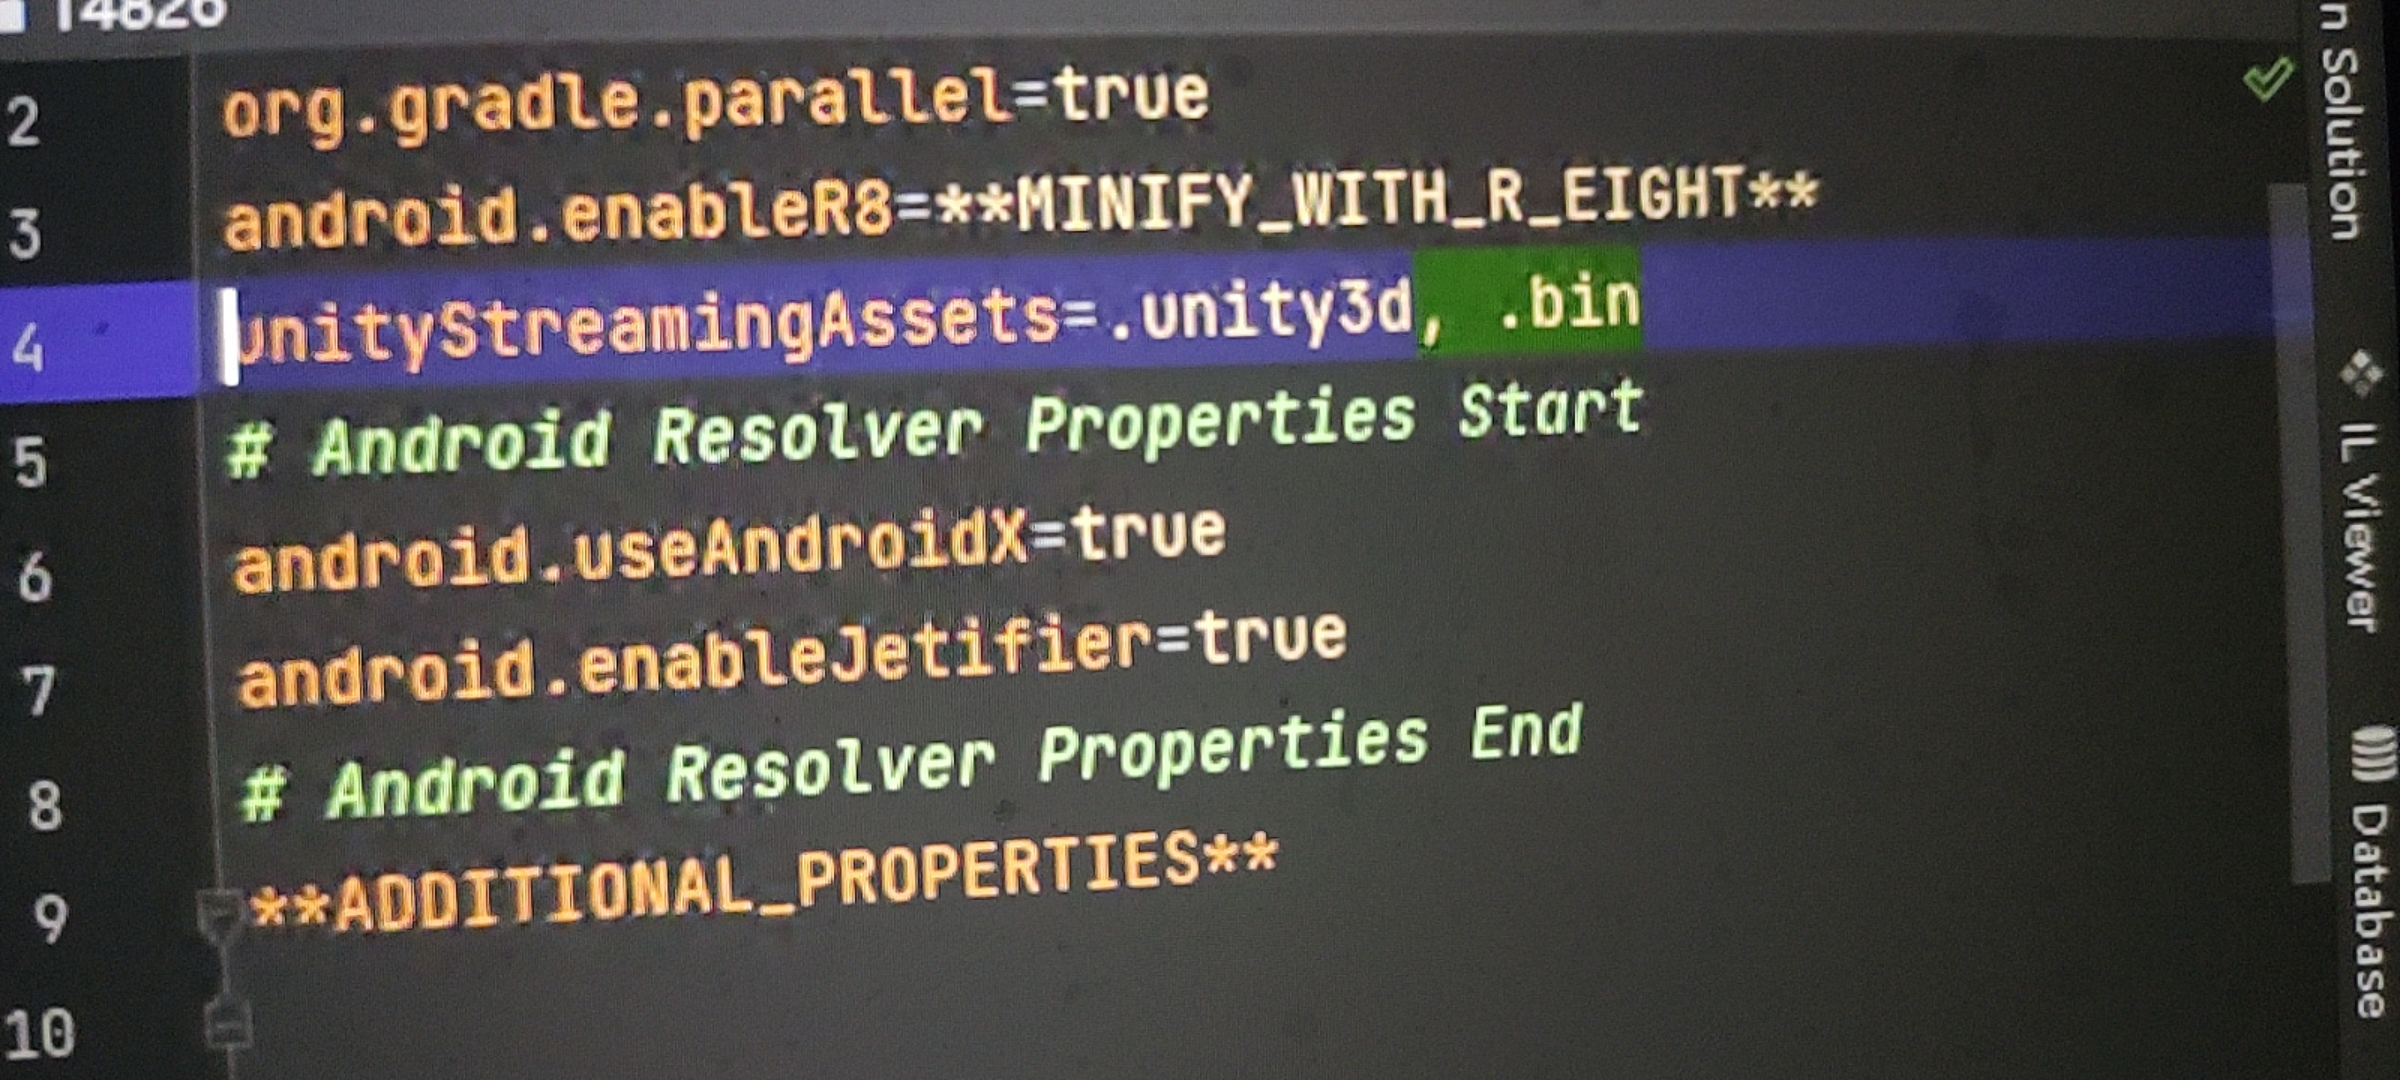 14826
2 org.gradle.parallel=true
3 android.enableR8=**MINIFY_WITH_R_EIGHT**
4 unityStreamingAssets=.unity3d, .bin
5 # Android Resolver Properties Start
6 android.useAndroidX=true
7 android.enableJetifier=true
8 # Android Resolver Properties End
9 **ADDITIONAL_PROPERTIES**
10
n Solution
IL Viewer
Database